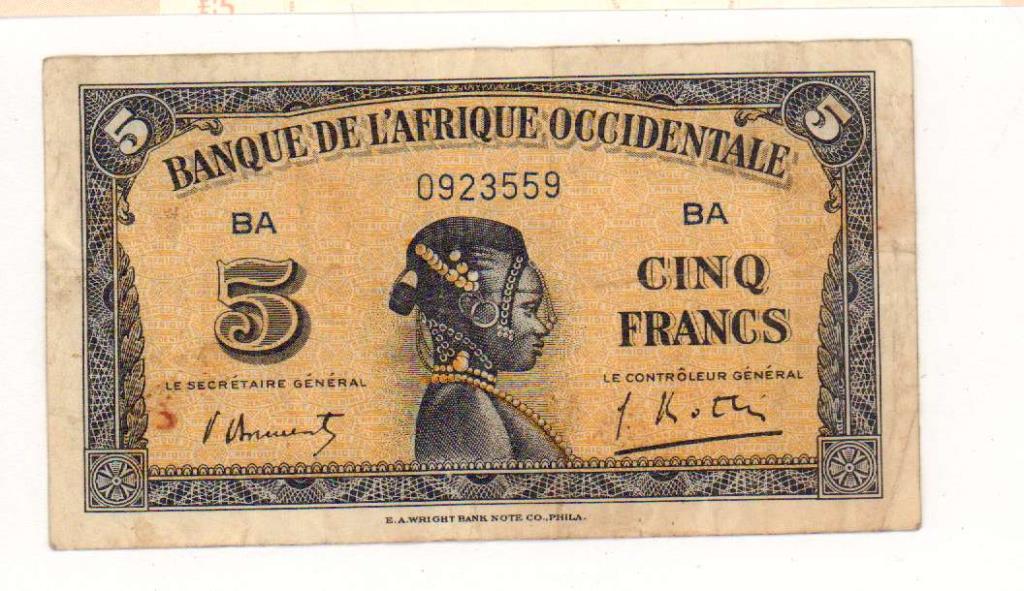 £:5
5 5
BANQUE DE L'AFRIQUE OCCIDENTALE
0923559
BA BA
5
CINQ
FRANCS
LE SECRÉTAIRE GÉNÉRAL
LE CONTRÔLEUR GÉNÉRAL
S
E.A.WRIGHT BANK NOTE CO.,PHILA.